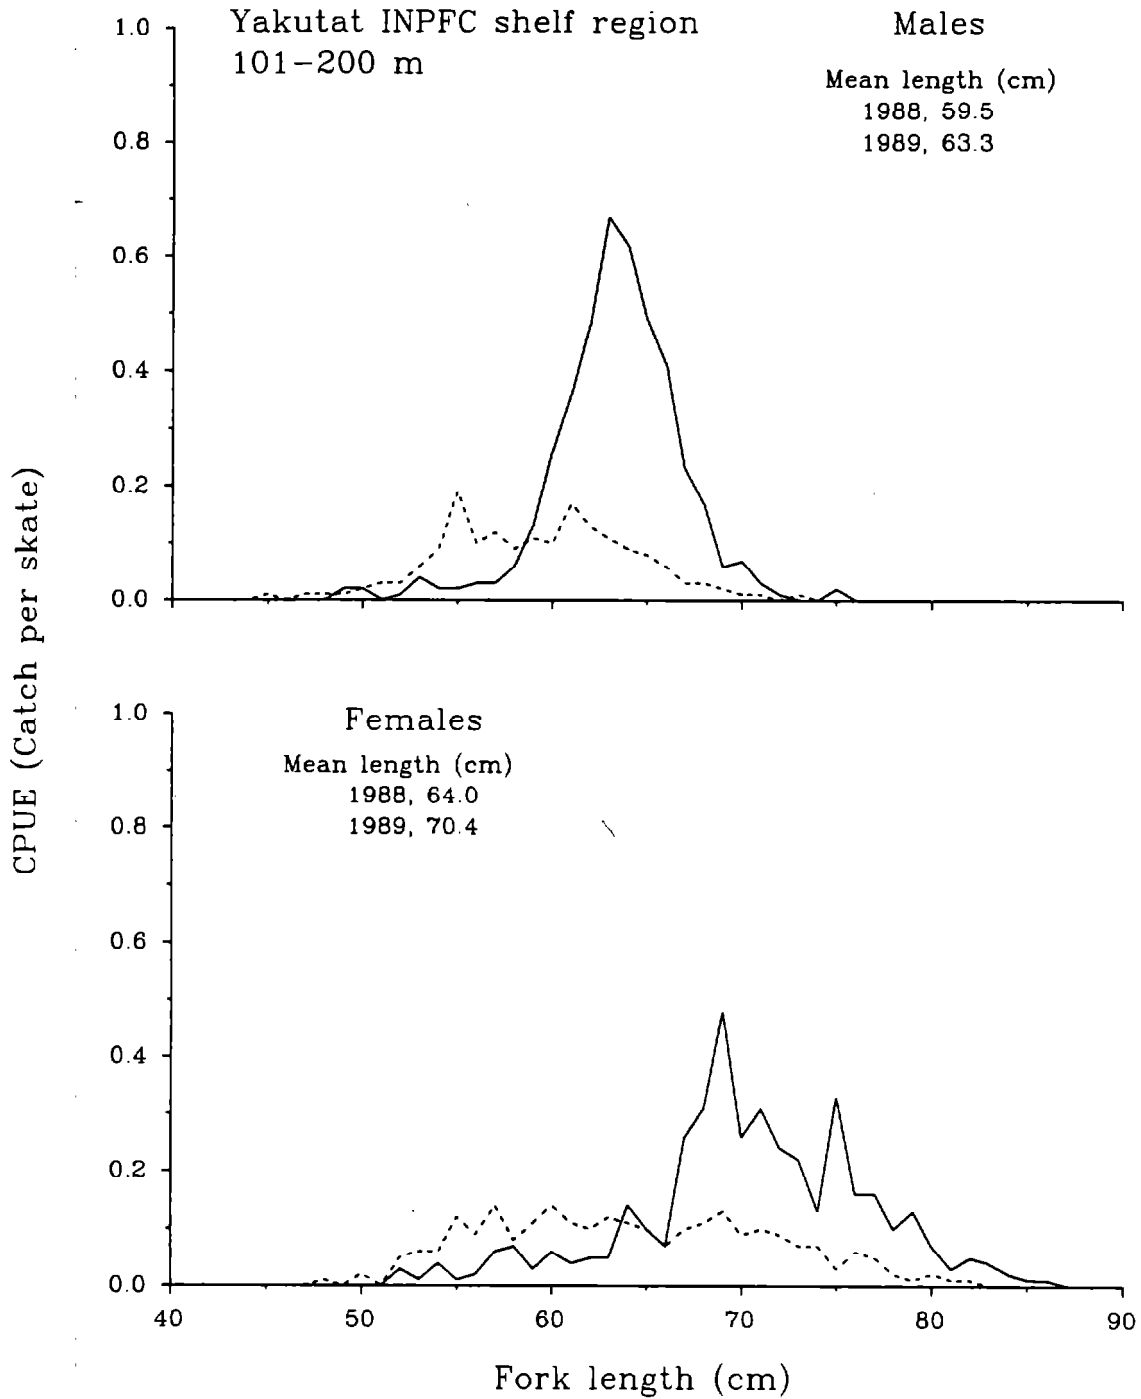 Yakutat INPFC shelf region
101-200 m
Males
Mean length (cm)
1988, 59.5
1989, 63.3
1.0
0.8
0.6
0.4
0.2
0.0
CPUE (Catch per skate)
Females
Mean length (cm)
1988, 64.0
1989, 70.4
1.0
0.8
0.6
0.4
0.2
0.0
40 50 60 70 80 90
Fork length (cm)